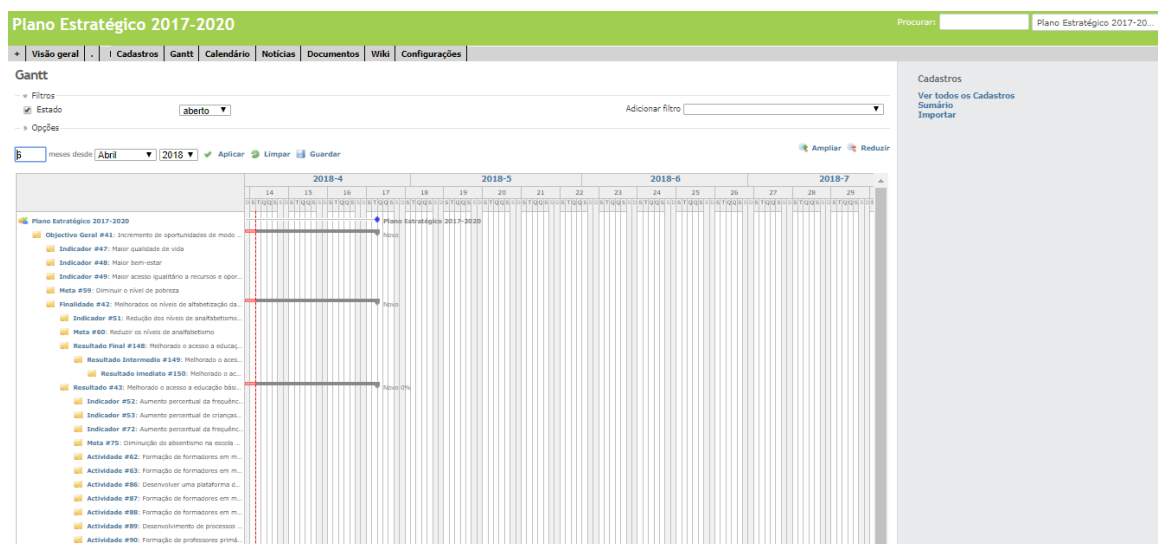 Plano Estratégico 2017-2020
Procurar:
Plano Estratégico 2017-20...
+ Visão geral . Cadastros Gantt Calendário Notícias Documentos Wiki Configurações
Gantt
Filtros
Estado aberto Adicionar filtro
Opções
6 meses desde Abril 2018 Aplicar Limpar Guardar
Ampliar Reduzir
Cadastros
Ver todos os Cadastros
Sumário
Importar
2018-4 2018-5 2018-6 2018-7
14 15 16 17 18 19 20 21 22 23 24 25 26 27 28 29
Plano Estratégico 2017-2020 Plano Estratégico 2017-2020
Objectivo Geral #41: Incremento de oportunidades de modo ... Novo
Indicador #47: Maior qualidade de vida
Indicador #48: Maior bem-estar
Indicador #49: Maior acesso igualitário a recursos e opor...
Meta #59: Diminuir o nível de pobreza
Finalidade #42: Melhorados os níveis de alfabetização da... Novo
Indicador #51: Redução dos níveis de analfabetismo...
Meta #60: Reduzir os níveis de analfabetismo
Resultado Final #148: Melhorado o acesso a educaç...
Resultado Intermedio #149: Melhorado o aces...
Resultado imediato #150: Melhorado o ac...
Resultado #43: Melhorado o acesso a educação bási... Novo 0%
Indicador #52: Aumento percentual da frequênc...
Indicador #53: Aumento percentual de crianças...
Indicador #72: Aumento percentual da frequênc...
Meta #75: Diminuição do absentismo na escola ...
Actividade #62: Formação de formadores em m...
Actividade #63: Formação de formadores em m...
Actividade #86: Desenvolver uma plataforma d...
Actividade #87: Formação de formadores em m...
Actividade #88: Formação de formadores em m...
Actividade #89: Desenvolvimento de processos ...
Actividade #90: Formação de professores primá...